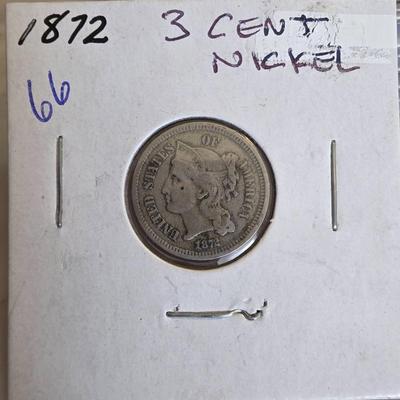 1872 3 CENT
NICKEL
66
UNITED STATES OF AMERICA
1872